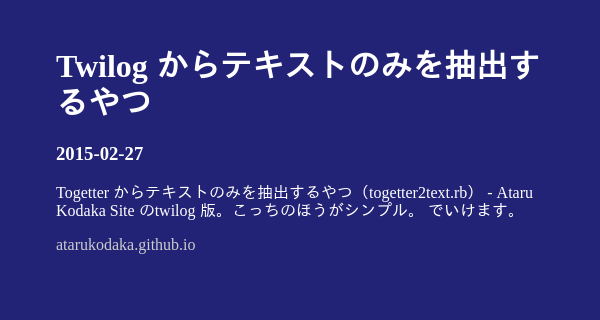 Twilog からテキストのみを抽出す
るやつ
2015-02-27
Togetter からテキストのみを抽出するやつ（togetter2text.rb） - Ataru
Kodaka Site のtwilog 版。こっちのほうがシンプル。 でいけます。
atarukodaka.github.io